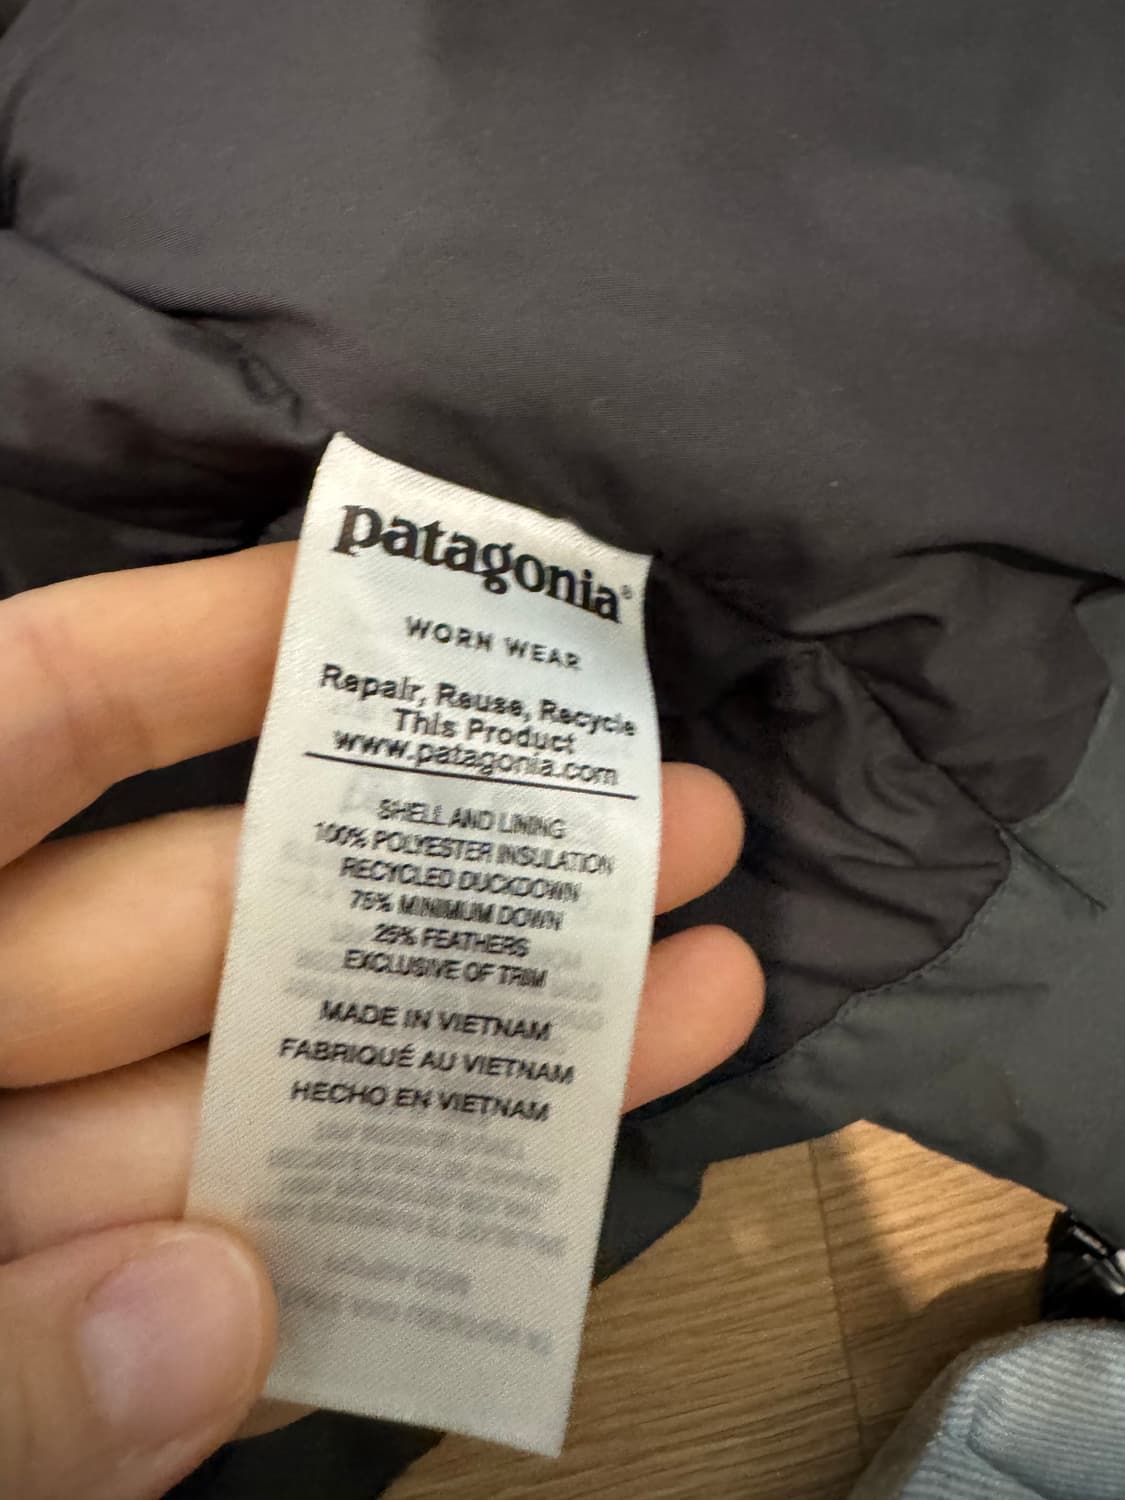 patagonia®
WORN WEAR
Repair, Reuse, Recycle
This Product
www.patagonia.com
SHELL AND LINING
100% POLYESTER INSULATION
RECYCLED DUCKDOWN
75% MINIMUM DOWN
25% FEATHERS
EXCLUSIVE OF TRIM
MADE IN VIETNAM
FABRIQUÉ AU VIETNAM
HECHO EN VIETNAM